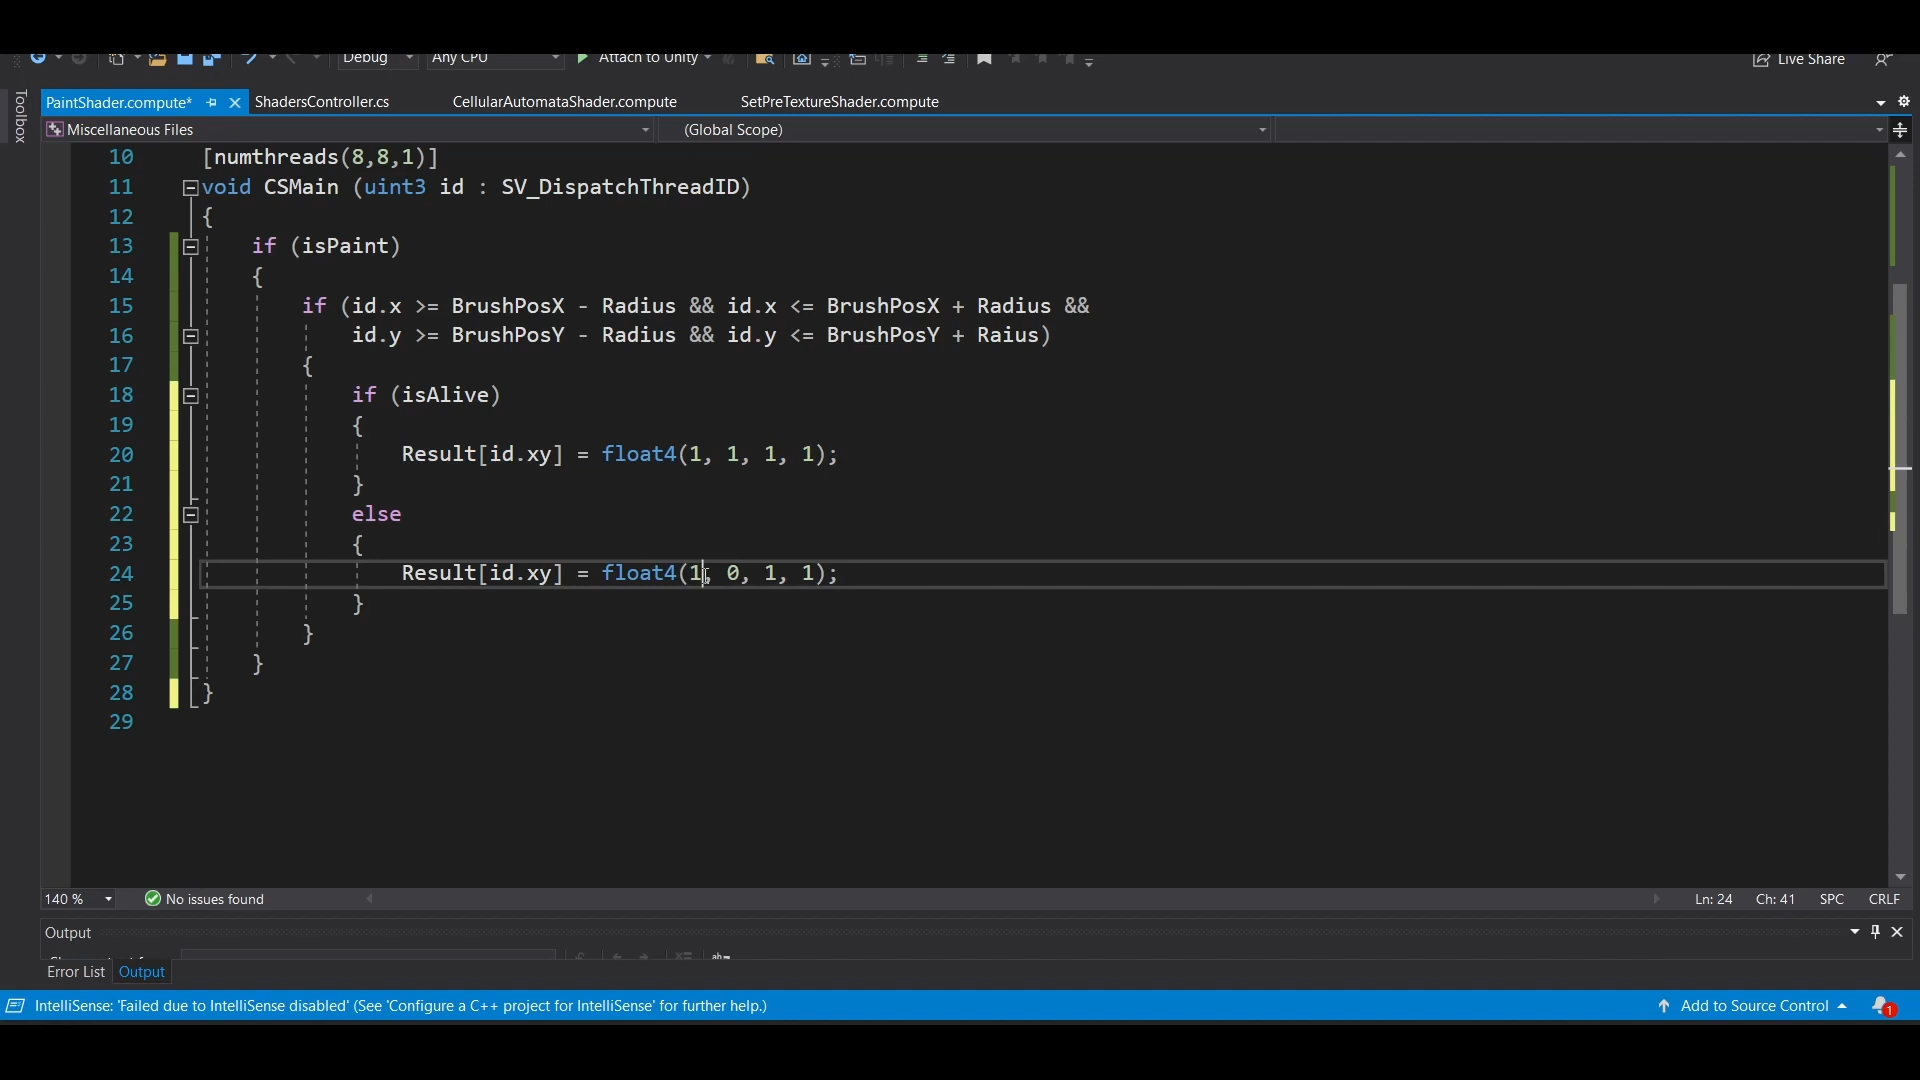 Debug Any CPU Attach to Unity Live Share
Toolbox
PaintShader.compute* ShadersController.cs CellularAutomataShader.compute SetPreTextureShader.compute
Miscellaneous Files (Global Scope)
10 [numthreads(8,8,1)]
11 void CSMain (uint3 id : SV_DispatchThreadID)
12 {
13 if (isPaint)
14 {
15 if (id.x >= BrushPosX - Radius && id.x <= BrushPosX + Radius &&
16 id.y >= BrushPosY - Radius && id.y <= BrushPosY + Raius)
17 {
18 if (isAlive)
19 {
20 Result[id.xy] = float4(1, 1, 1, 1);
21 }
22 else
23 {
24 Result[id.xy] = float4(1, 0, 1, 1);
25 }
26 }
27 }
28 }
29
140 % No issues found Ln: 24 Ch: 41 SPC CRLF
Output
Error List Output
IntelliSense: 'Failed due to IntelliSense disabled' (See 'Configure a C++ project for IntelliSense' for further help.) Add to Source Control 1